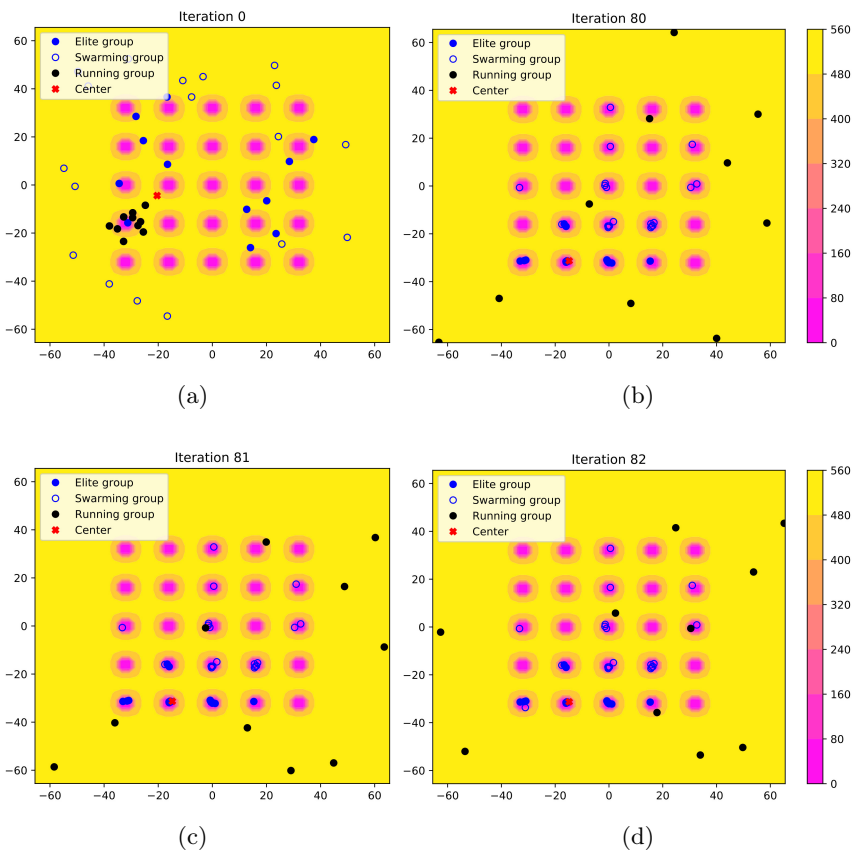 Iteration 0
60
40
20
0
−20
−40
−60
Elite group
Swarming group
Running group
Center
−60 −40 −20 0 20 40 60
(a)
Iteration 80
60
40
20
0
−20
−40
−60
Elite group
Swarming group
Running group
Center
−60 −40 −20 0 20 40 60
560
480
400
320
240
160
80
0
(b)
Iteration 81
60
40
20
0
−20
−40
−60
Elite group
Swarming group
Running group
Center
−60 −40 −20 0 20 40 60
(c)
Iteration 82
60
40
20
0
−20
−40
−60
Elite group
Swarming group
Running group
Center
−60 −40 −20 0 20 40 60
560
480
400
320
240
160
80
0
(d)